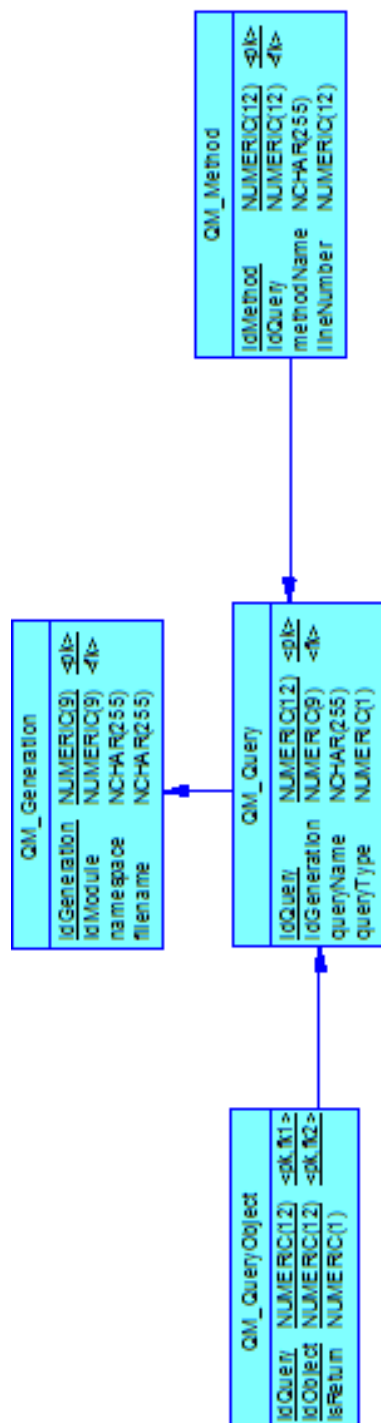 QM_Method
IdMethod NUMERIC(12) <pk>
IdQuery NUMERIC(12) <fk>
methodName NCHAR(255)
lineNumber NUMERIC(12)
QM_Generation
IdGeneration NUMERIC(9) <pk>
IdModule NUMERIC(9) <fk>
namespace NCHAR(255)
filename NCHAR(255)
QM_Query
IdQuery NUMERIC(12) <pk>
IdGeneration NUMERIC(9) <fk>
queryName NCHAR(255)
queryType NUMERIC(1)
QM_QueryObject
IdQuery NUMERIC(12) <pk,fk1>
IdObject NUMERIC(12) <pk,fk2>
isReturn NUMERIC(1)